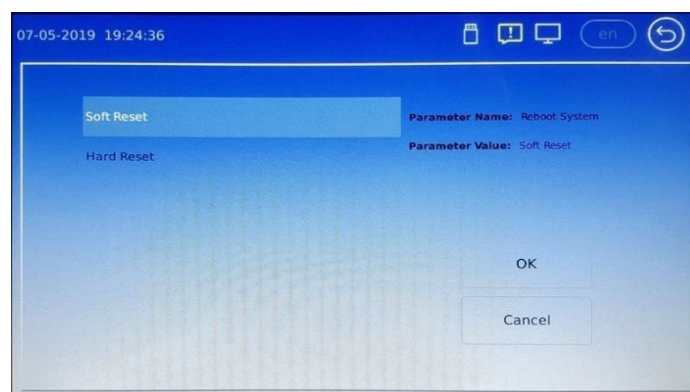 07-05-2019 19:24:36
en
Soft Reset
Hard Reset
Parameter Name: Reboot System
Parameter Value: Soft Reset
OK
Cancel